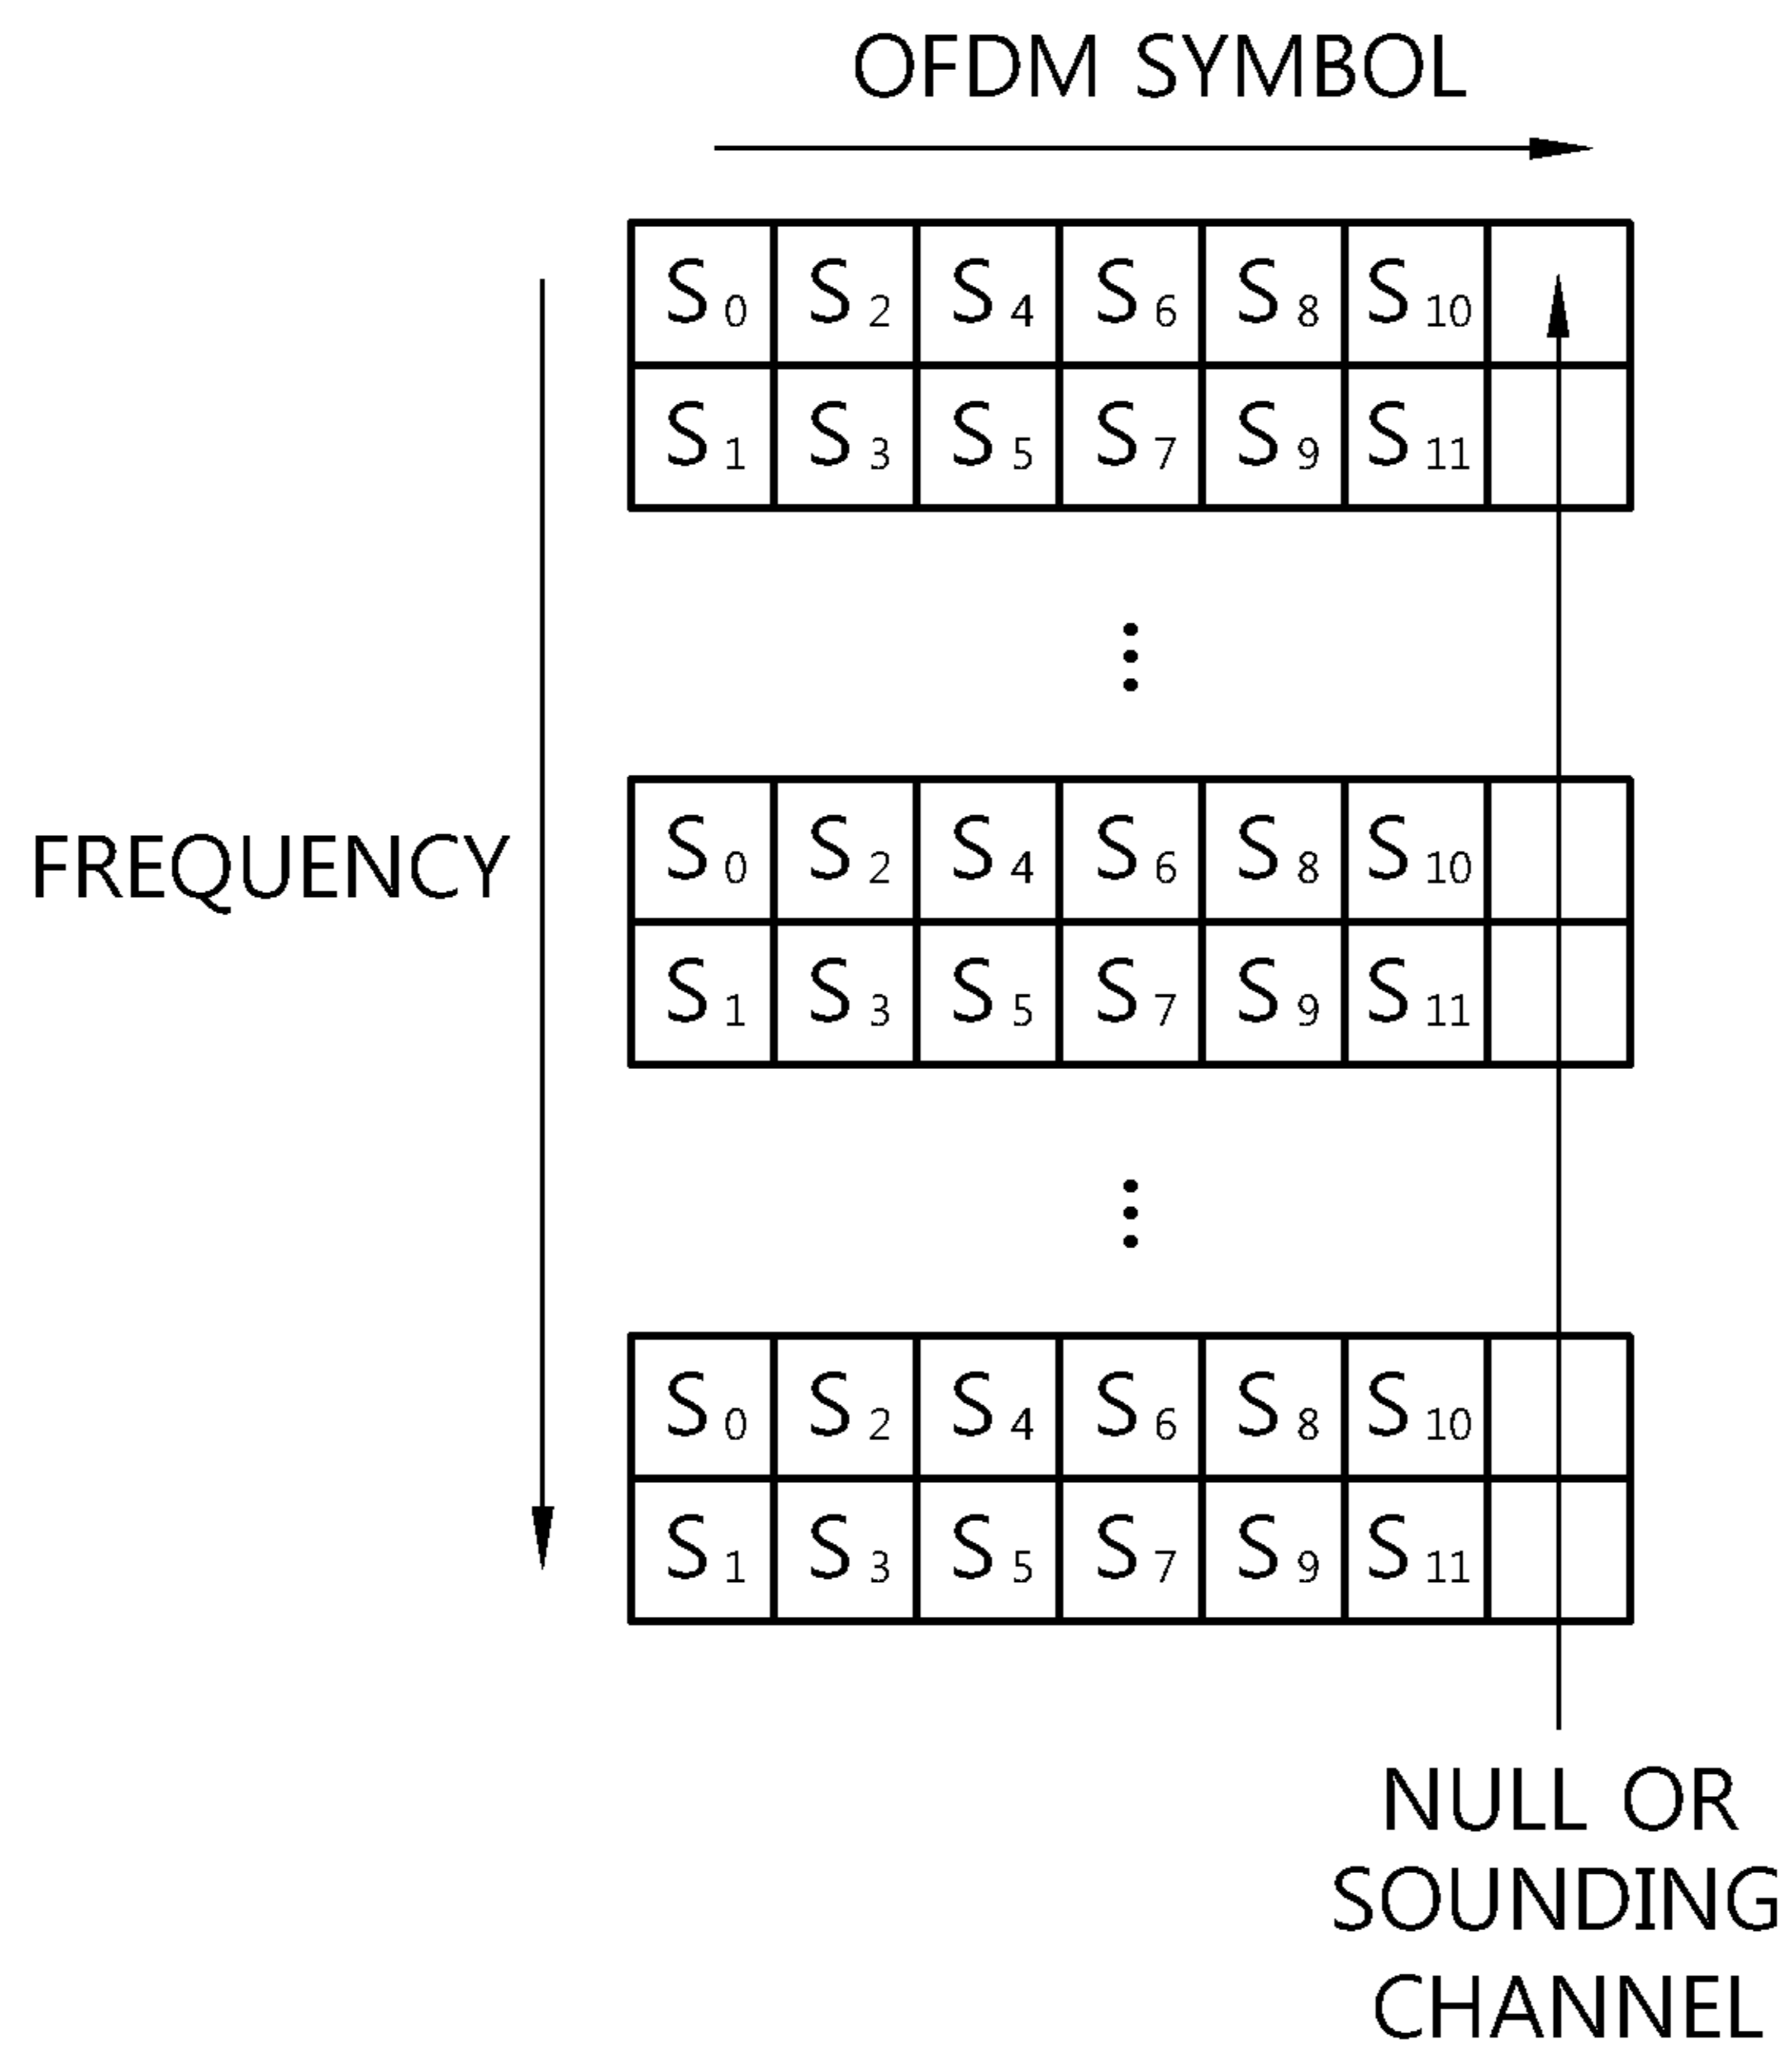 OFDM SYMBOL
S0 S2 S4 S6 S8 S10
S1 S3 S5 S7 S9 S11
FREQUENCY
S0 S2 S4 S6 S8 S10
S1 S3 S5 S7 S9 S11
S0 S2 S4 S6 S8 S10
S1 S3 S5 S7 S9 S11
NULL OR
SOUNDING
CHANNEL